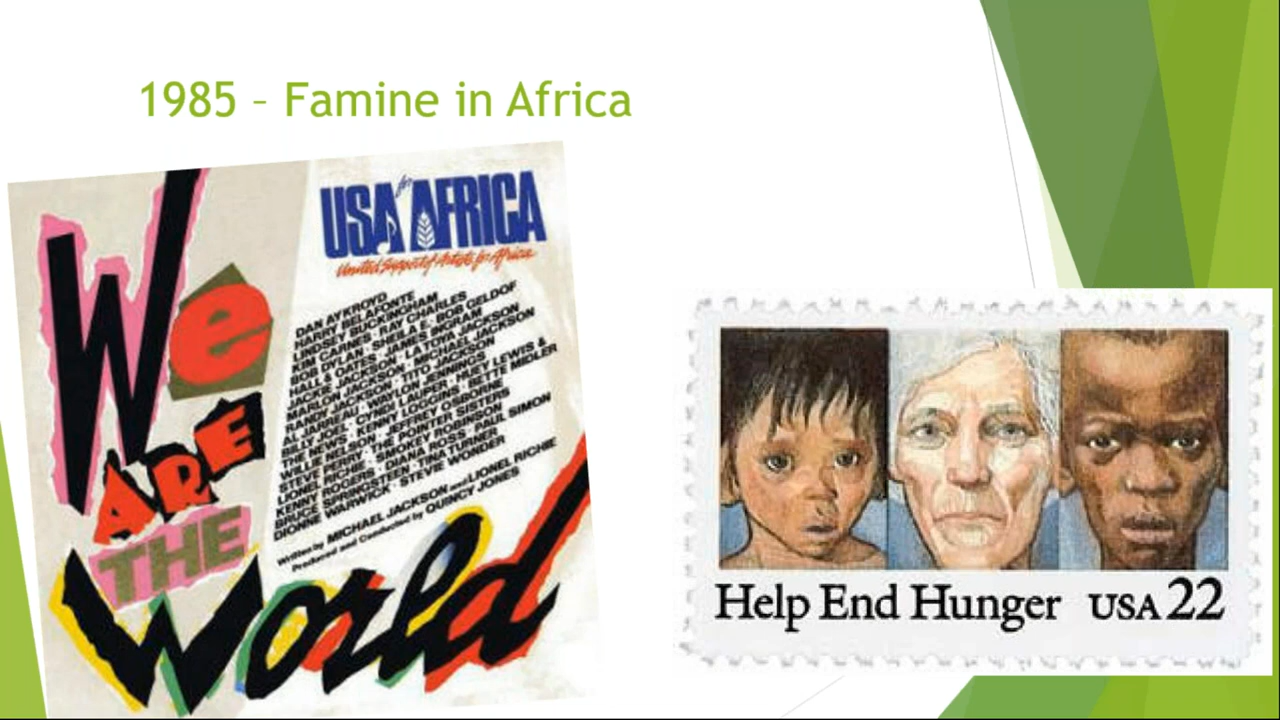 1985 – Famine in Africa
We
ARE
THE
World
USA for AFRICA
United Support of Artists for Africa
DAN AYKROYD
HARRY BELAFONTE
LINDSEY BUCKINGHAM
KIM CARNES · RAY CHARLES
BOB DYLAN · SHEILA E. · BOB GELDOF
HALL & OATES · JAMES INGRAM
JACKIE JACKSON · LA TOYA JACKSON
MARLON JACKSON · MICHAEL JACKSON
RANDY JACKSON · TITO JACKSON
AL JARREAU · WAYLON JENNINGS
BILLY JOEL · CYNDI LAUPER · HUEY LEWIS &
THE NEWS · KENNY LOGGINS · BETTE MIDLER
WILLIE NELSON · JEFFREY OSBORNE
STEVE PERRY · THE POINTER SISTERS
LIONEL RICHIE · SMOKEY ROBINSON
KENNY ROGERS · DIANA ROSS · PAUL SIMON
BRUCE SPRINGSTEEN · TINA TURNER
DIONNE WARWICK · STEVIE WONDER
Written by MICHAEL JACKSON and LIONEL RICHIE
Produced and Conducted by QUINCY JONES
Help End Hunger USA 22